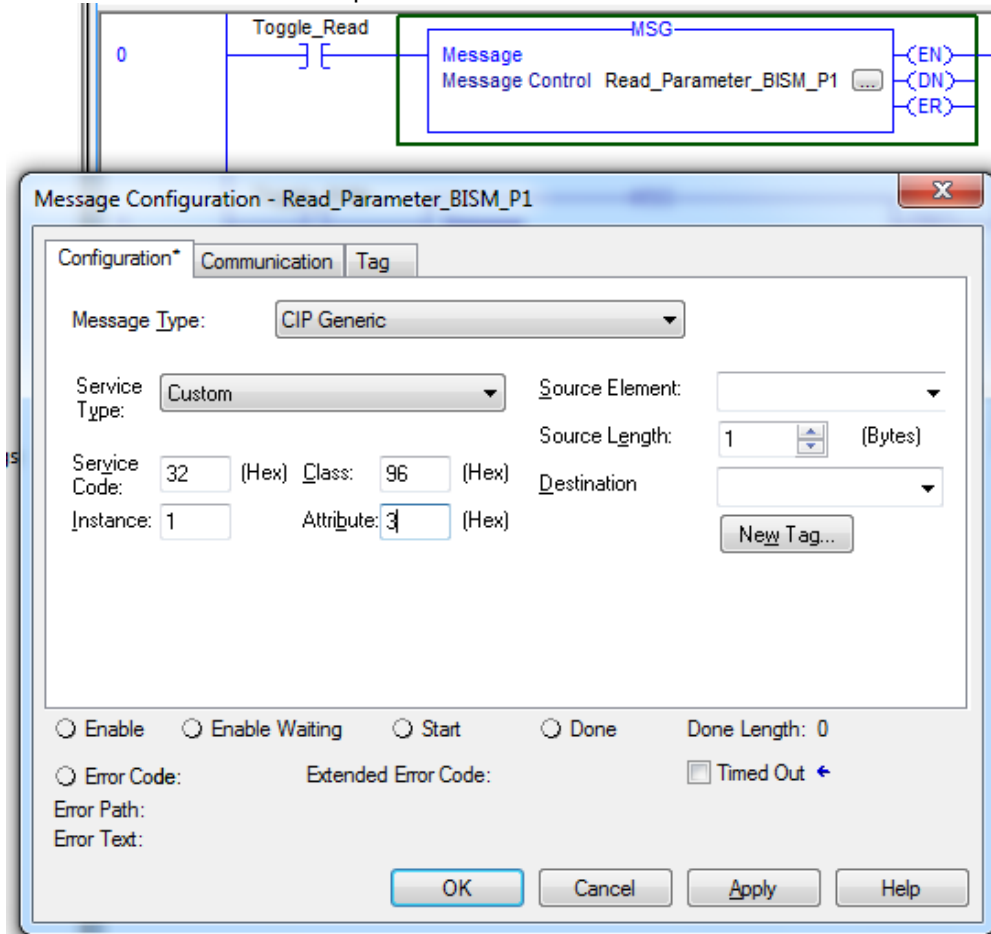 Toggle_Read
MSG
0
Message
(EN)
Message Control Read_Parameter_BISM_P1 ...
(DN)
(ER)
Message Configuration - Read_Parameter_BISM_P1
Configuration* Communication Tag
Message Type: CIP Generic
Service Type: Custom
Source Element:
Source Length: 1 (Bytes)
Service Code: 32 (Hex) Class: 96 (Hex)
Destination
Instance: 1 Attribute: 3 (Hex)
New Tag...
Enable Enable Waiting Start Done Done Length: 0
Error Code: Extended Error Code: Timed Out
Error Path:
Error Text:
OK Cancel Apply Help